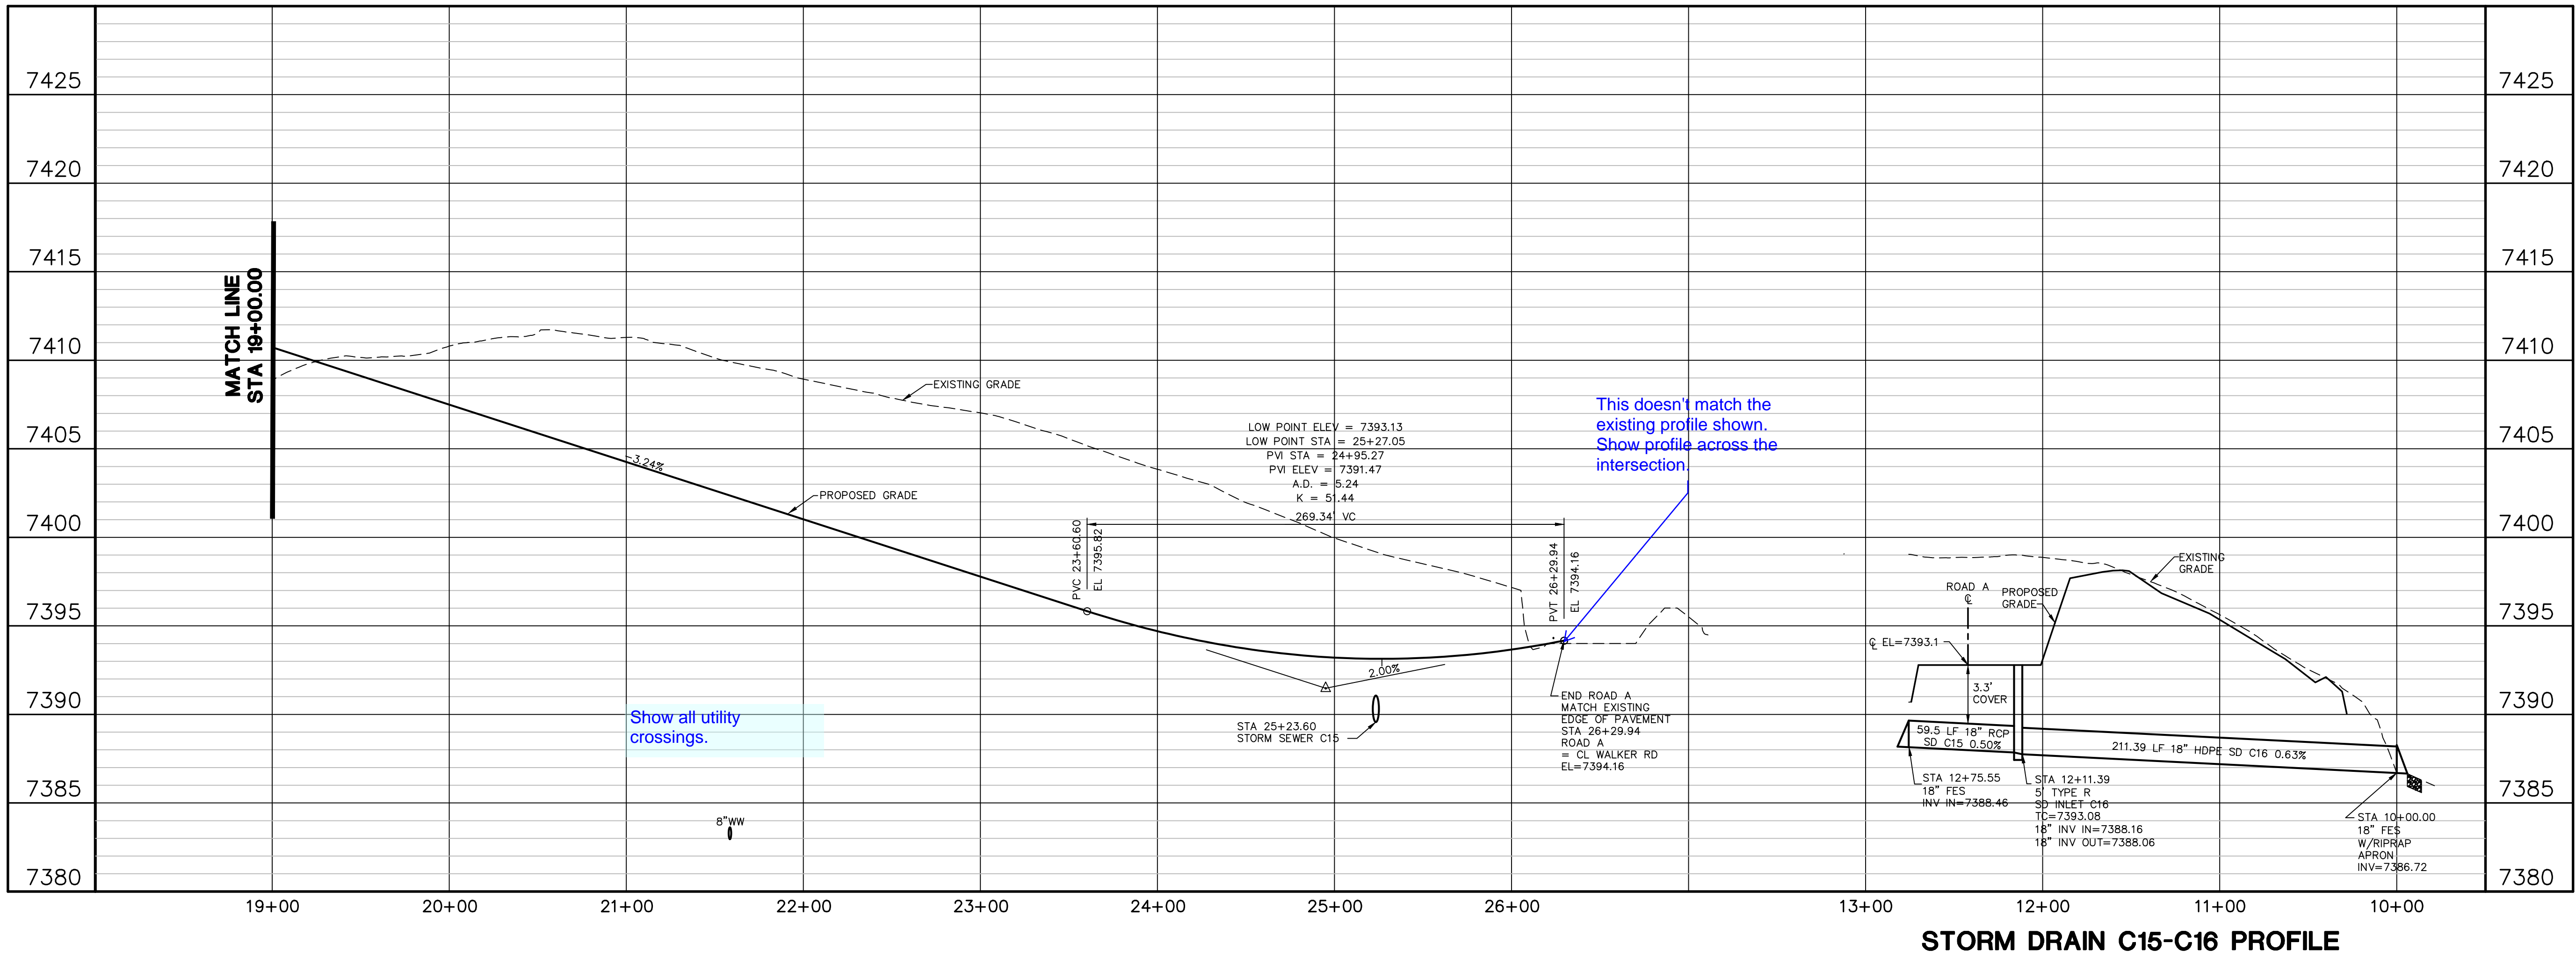 7425
7420
7415
7410
7405
7400
7395
7390
7385
7380
MATCH LINE
STA 19+00.00
-3.24%
PROPOSED GRADE
EXISTING GRADE
LOW POINT ELEV = 7393.13
LOW POINT STA = 25+27.05
PVI STA = 24+95.27
PVI ELEV = 7391.47
A.D. = 5.24
K = 51.44
269.34' VC
PVC 23+60.60
EL 7395.82
PVT 26+29.94
EL 7394.16
This doesn't match the
existing profile shown.
Show profile across the
intersection.
2.00%
Show all utility
crossings.
STA 25+23.60
STORM SEWER C15
END ROAD A
MATCH EXISTING
EDGE OF PAVEMENT
STA 26+29.94
ROAD A
= CL WALKER RD
EL=7394.16
8"WW
EXISTING
GRADE
ROAD A
℄
PROPOSED
GRADE
℄ EL=7393.1
3.3'
COVER
59.5 LF 18" RCP
SD C15 0.50%
211.39 LF 18" HDPE SD C16 0.63%
STA 12+75.55
18" FES
INV IN=7388.46
STA 12+11.39
5' TYPE R
SD INLET C16
TC=7393.08
18" INV IN=7388.16
18" INV OUT=7388.06
STA 10+00.00
18" FES
W/RIPRAP
APRON
INV=7386.72
7425
7420
7415
7410
7405
7400
7395
7390
7385
7380
19+00
20+00
21+00
22+00
23+00
24+00
25+00
26+00
13+00
12+00
11+00
10+00
STORM DRAIN C15-C16 PROFILE